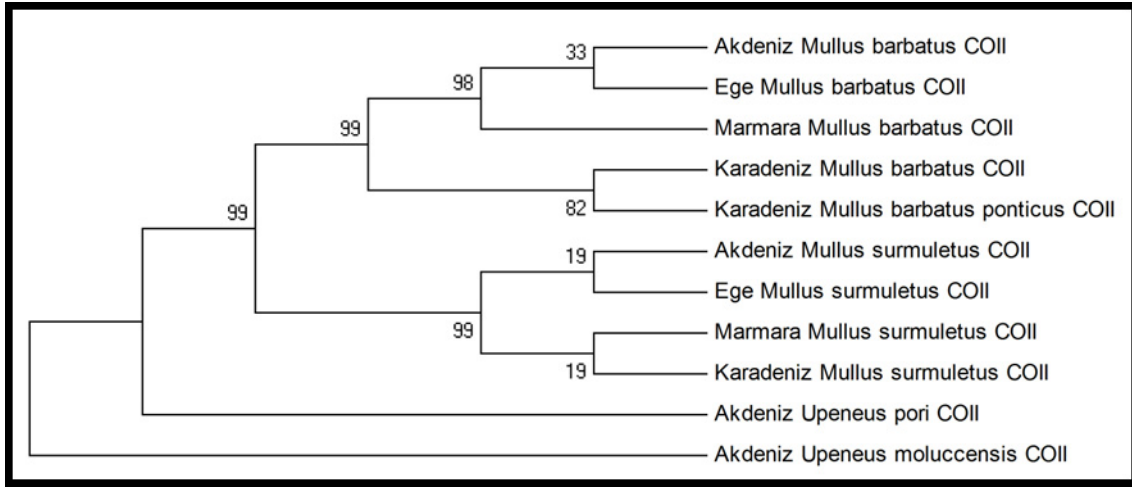 Akdeniz Mullus barbatus COII
33
Ege Mullus barbatus COII
98
Marmara Mullus barbatus COII
99
Karadeniz Mullus barbatus COII
82
Karadeniz Mullus barbatus ponticus COII
99
Akdeniz Mullus surmuletus COII
19
Ege Mullus surmuletus COII
99
Marmara Mullus surmuletus COII
19
Karadeniz Mullus surmuletus COII
Akdeniz Upeneus pori COII
Akdeniz Upeneus moluccensis COII